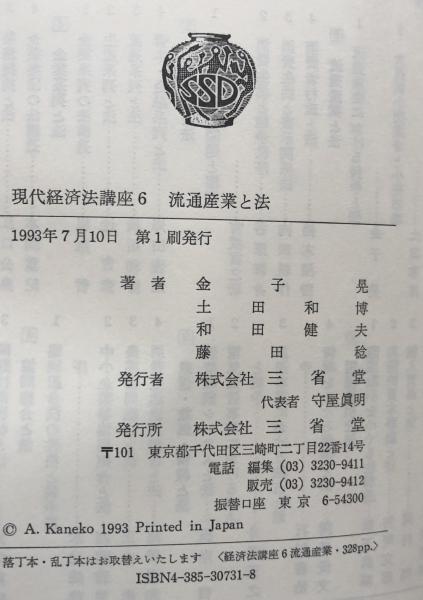 SSD
現代経済法講座6 流通産業と法
1993年7月10日 第1刷発行
著者 金子晃
土田和博
和田健夫
藤田稔
発行者 株式会社 三省堂
代表者 守屋眞明
発行所 株式会社 三省堂
〒101 東京都千代田区三崎町二丁目22番14号
電話 編集 (03) 3230-9411
販売 (03) 3230-9412
振替口座 東京 6-54300
© A. Kaneko 1993 Printed in Japan
落丁本・乱丁本はお取替えいたします 〈経済法講座6流通産業・328pp.〉
ISBN4-385-30731-8